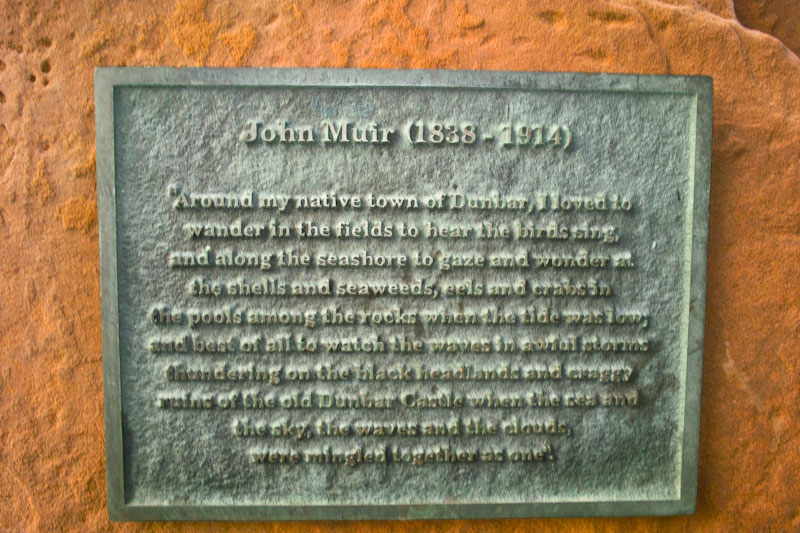 John Muir (1838 - 1914)
"Around my native town of Dunbar, I loved to
wander in the fields to hear the birds sing,
and along the seashore to gaze and wonder at
the shells and seaweeds, eels and crabs in
the pools among the rocks when the tide was low;
and best of all to watch the waves in awful storms
thundering on the black headlands and craggy
ruins of the old Dunbar Castle when the sea and
the sky, the waves and the clouds,
were mingled together as one".